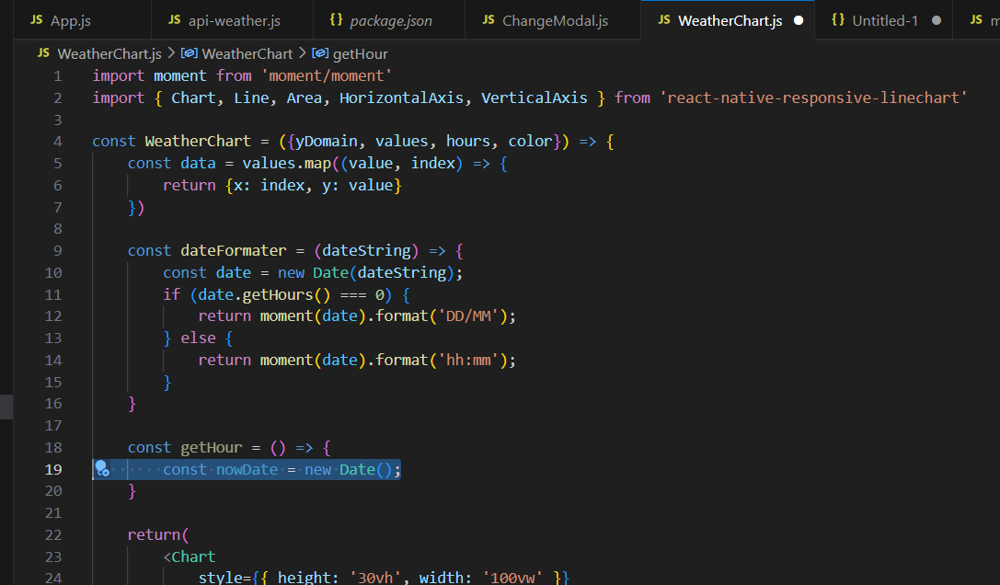 JS App.js JS api-weather.js {} package.json JS ChangeModal.js JS WeatherChart.js {} Untitled-1 JS
JS WeatherChart.js > WeatherChart > getHour
1 import moment from 'moment/moment'
2 import { Chart, Line, Area, HorizontalAxis, VerticalAxis } from 'react-native-responsive-linechart'
3
4 const WeatherChart = ({yDomain, values, hours, color}) => {
5 const data = values.map((value, index) => {
6 return {x: index, y: value}
7 })
8
9 const dateFormater = (dateString) => {
10 const date = new Date(dateString);
11 if (date.getHours() === 0) {
12 return moment(date).format('DD/MM');
13 } else {
14 return moment(date).format('hh:mm');
15 }
16 }
17
18 const getHour = () => {
19 const nowDate = new Date();
20 }
21
22 return(
23 <Chart
24 style={{ height: '30vh', width: '100vw' }}